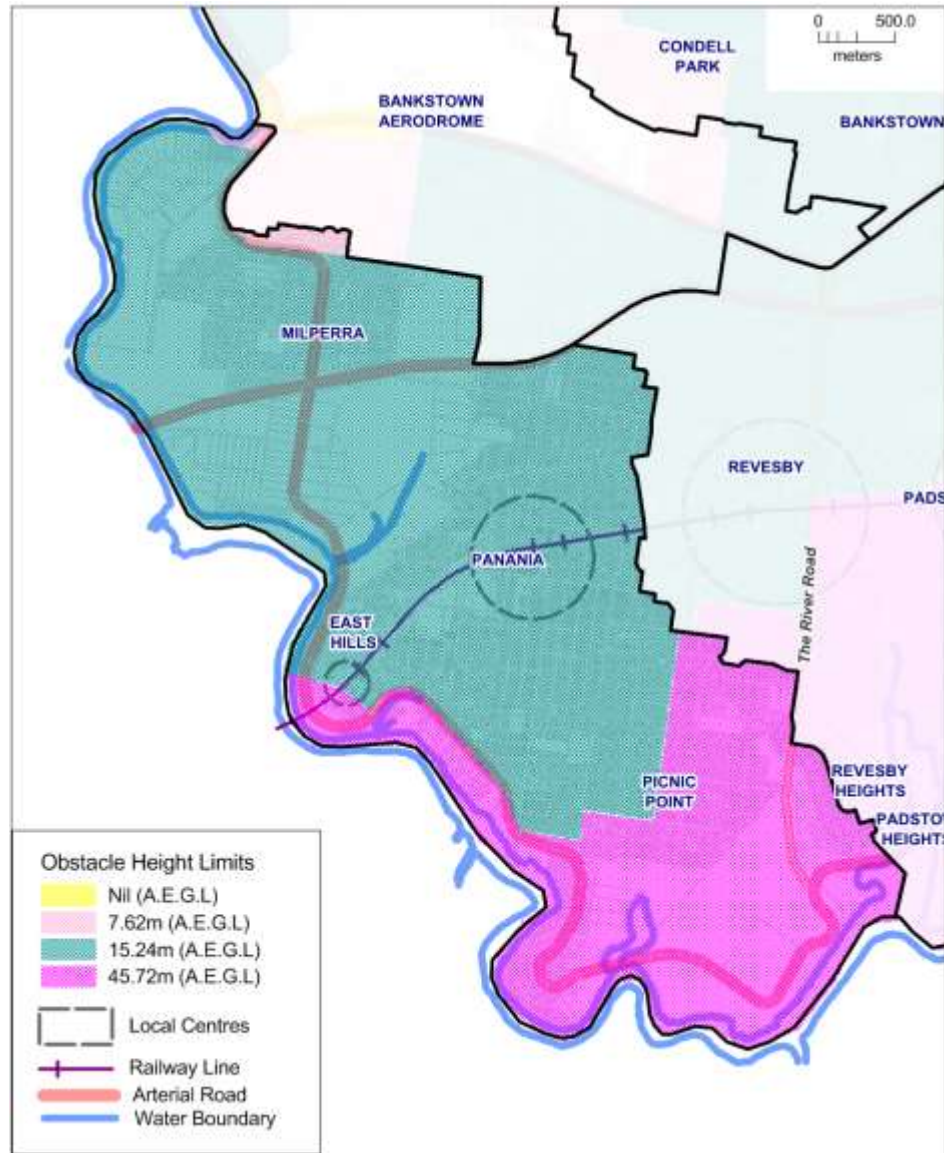 0 500.0
meters
CONDELL
PARK
BANKSTOWN
AERODROME
BANKSTOWN
MILPERRA
REVESBY
PADS
PANANIA
The River Road
EAST
HILLS
PICNIC
POINT
REVESBY
HEIGHTS
PADSTO
HEIGHTS
Obstacle Height Limits
Nil (A.E.G.L)
7.62m (A.E.G.L)
15.24m (A.E.G.L)
45.72m (A.E.G.L)
Local Centres
Railway Line
Arterial Road
Water Boundary